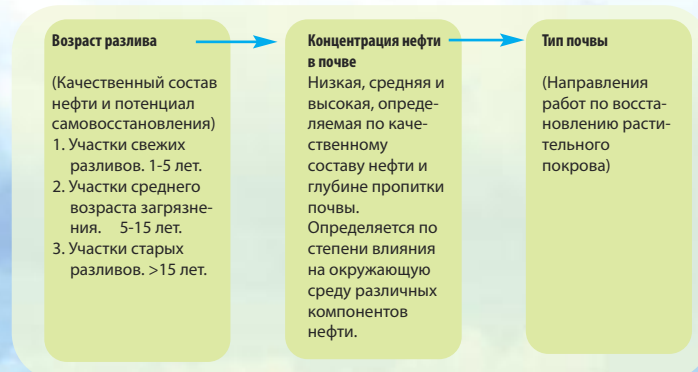 Возраст разлива
(Качественный состав
нефти и потенциал
самовосстановления)
1. Участки свежих
разливов. 1-5 лет.
2. Участки среднего
возраста загрязне-
ния. 5-15 лет.
3. Участки старых
разливов. >15 лет.
Концентрация нефти
в почве
Низкая, средняя и
высокая, опреде-
ляемая по каче-
ственному
составу нефти и
глубине пропитки
почвы.
Определяется по
степени влияния
на окружающую
среду различных
компонентов
нефти.
Тип почвы
(Направления
работ по восста-
новлению расти-
тельного
покрова)